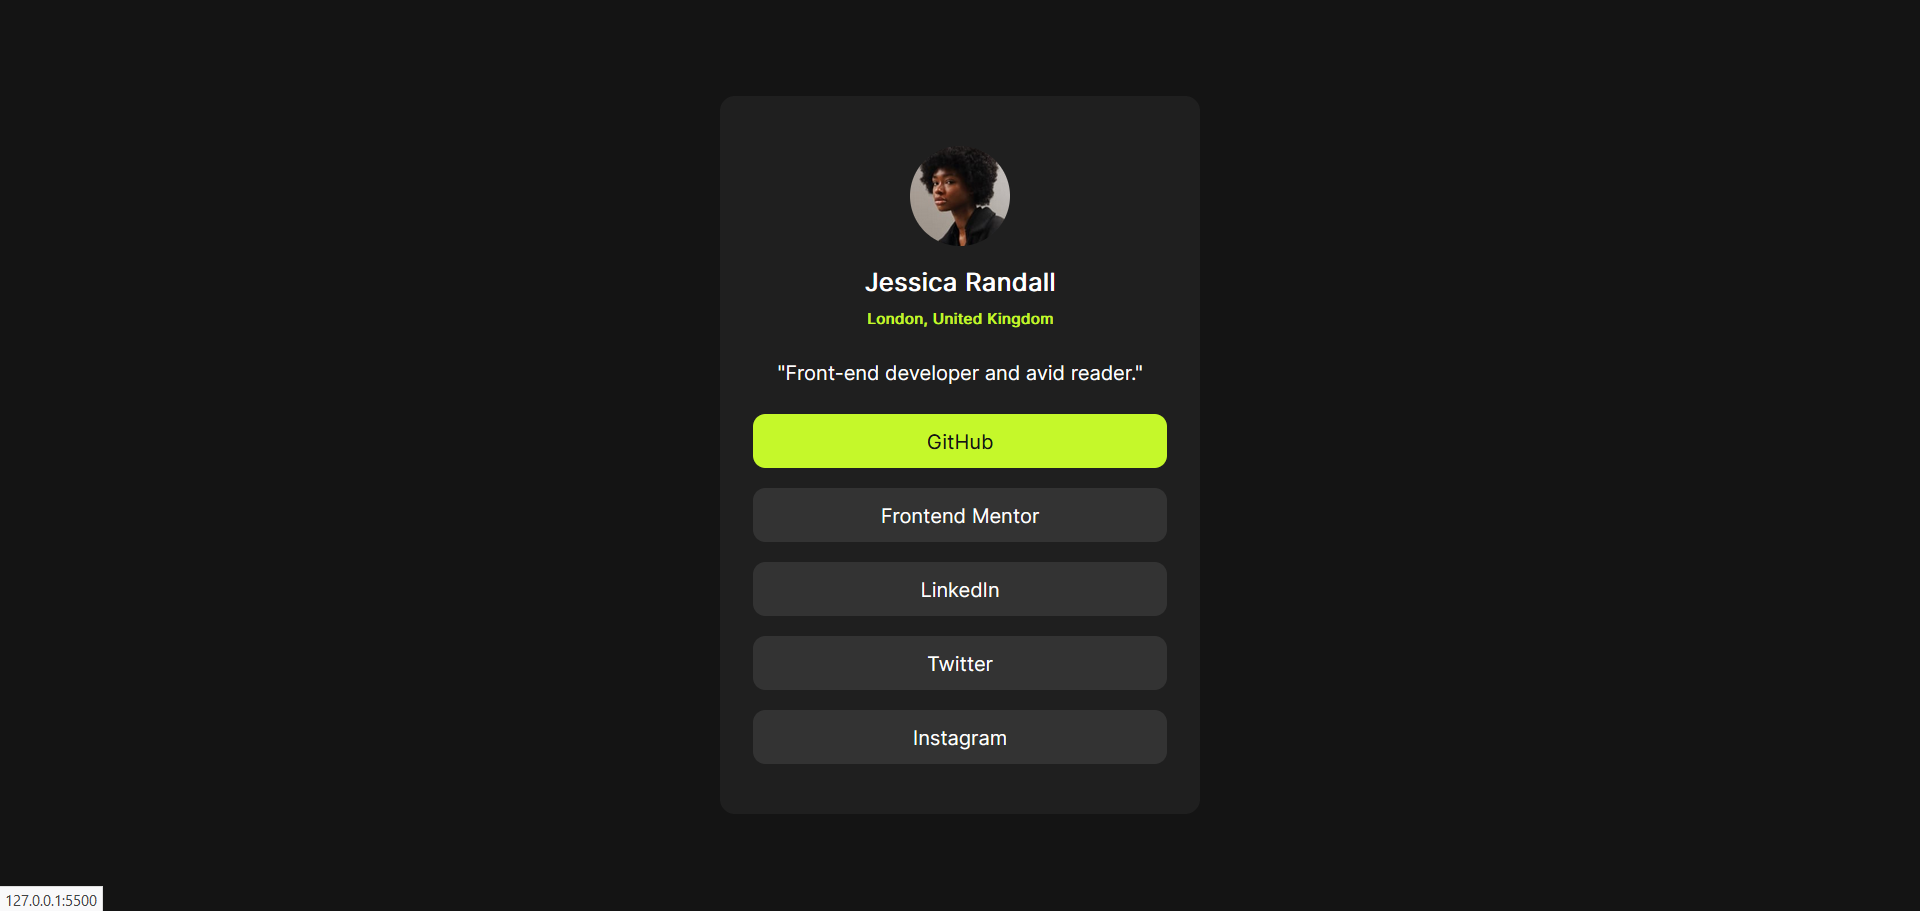 Jessica Randall
London, United Kingdom
"Front-end developer and avid reader."
GitHub
Frontend Mentor
LinkedIn
Twitter
Instagram
127.0.0.1:5500